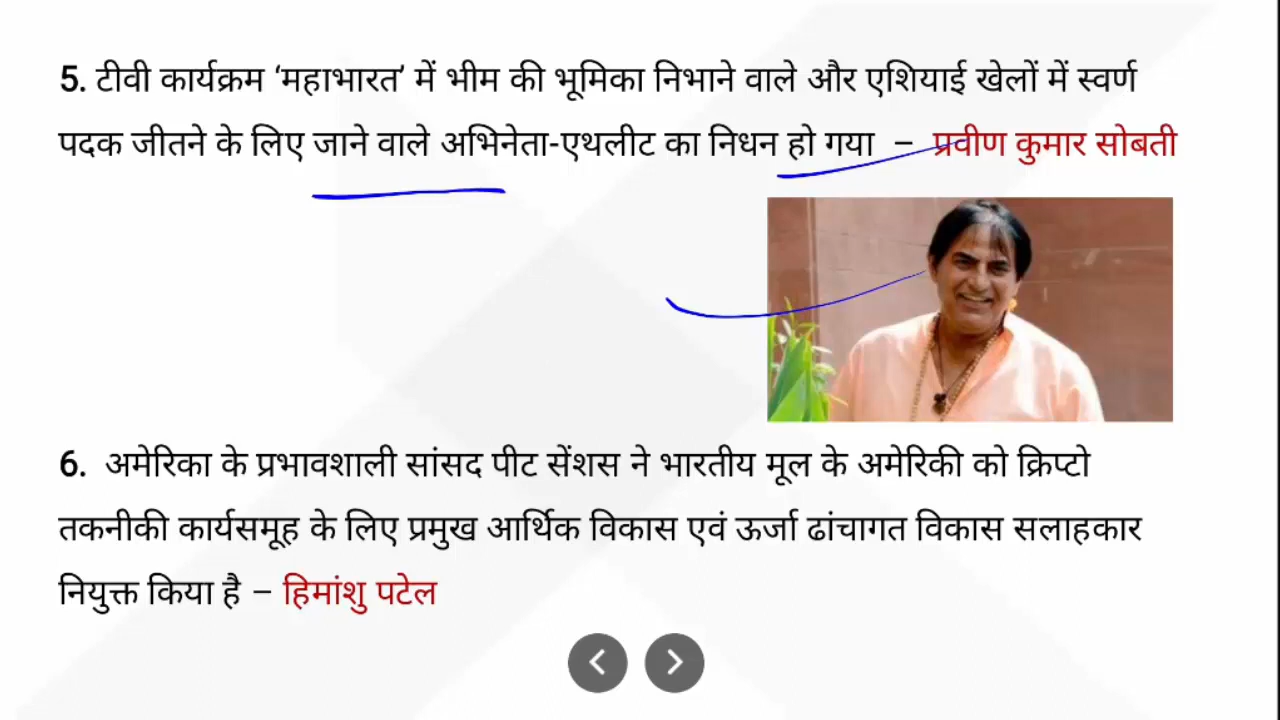 5. टीवी कार्यक्रम ‘महाभारत’ में भीम की भूमिका निभाने वाले और एशियाई खेलों में स्वर्ण
पदक जीतने के लिए जाने वाले अभिनेता-एथलीट का निधन हो गया – प्रवीण कुमार सोबती
6. अमेरिका के प्रभावशाली सांसद पीट सेंशस ने भारतीय मूल के अमेरिकी को क्रिप्टो
तकनीकी कार्यसमूह के लिए प्रमुख आर्थिक विकास एवं ऊर्जा ढांचागत विकास सलाहकार
नियुक्त किया है – हिमांशु पटेल